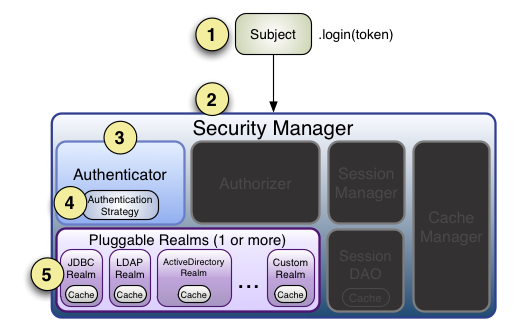 1
Subject
.login(token)
2
Security Manager
3
Authenticator
4
Authentication
Strategy
Authorizer
Session
Manager
Cache
Manager
Pluggable Realms (1 or more)
5
JDBC
Realm
Cache
LDAP
Realm
Cache
ActiveDirectory
Realm
Cache
...
Custom
Realm
Cache
Session
DAO
Cache